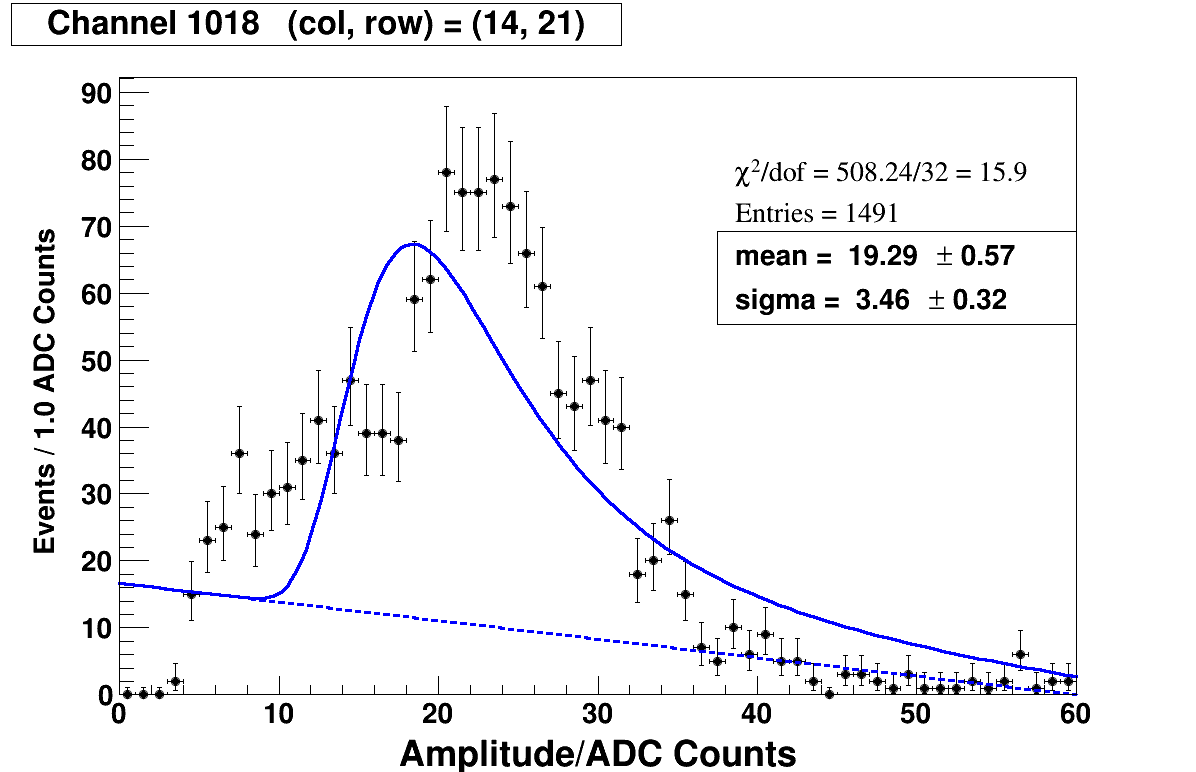 Channel 1018 (col, row) = (14, 21)
χ²/dof = 508.24/32 = 15.9
Entries = 1491
mean = 19.29 ± 0.57
sigma = 3.46 ± 0.32
Events / 1.0 ADC Counts
90
80
70
60
50
40
30
20
10
0
0 10 20 30 40 50 60
Amplitude/ADC Counts